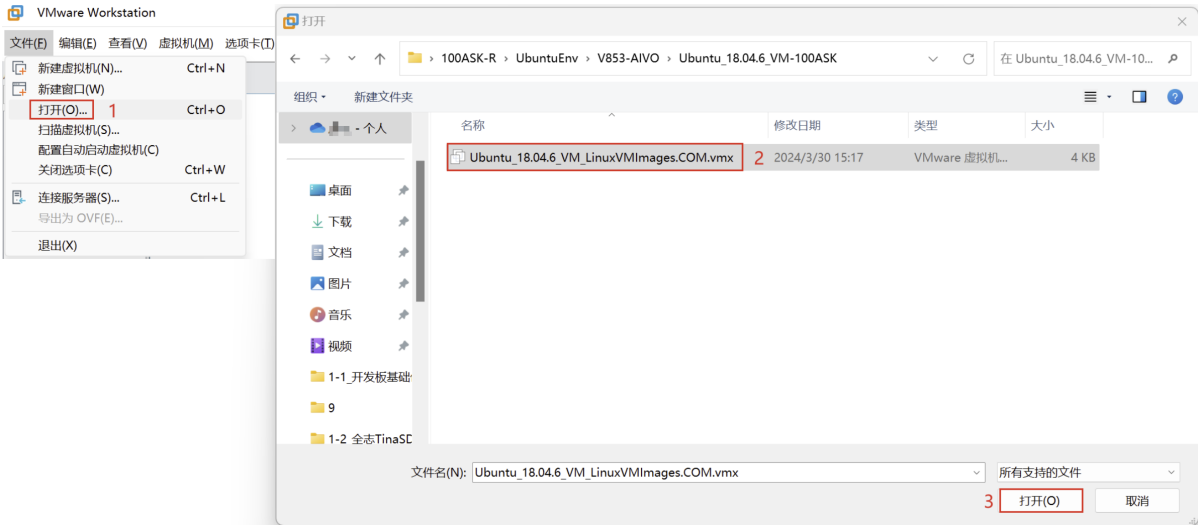 VMware Workstation
文件(F) 编辑(E) 查看(V) 虚拟机(M) 选项卡(T)
新建虚拟机(N)... Ctrl+N
新建窗口(W)
打开(O)... 1 Ctrl+O
扫描虚拟机(S)...
配置自动启动虚拟机(C)
关闭选项卡(C) Ctrl+W
连接服务器(S)... Ctrl+L
导出为 OVF(E)...
退出(X)
打开
100ASK-R › UbuntuEnv › V853-AIVO › Ubuntu_18.04.6_VM-100ASK
在 Ubuntu_18.04.6_VM-10...
组织 新建文件夹
- 个人
名称 修改日期 类型 大小
Ubuntu_18.04.6_VM_LinuxVMImages.COM.vmx 2 2024/3/30 15:17 VMware 虚拟机... 4 KB
桌面
下载
文档
图片
音乐
视频
1-1_开发板基础
9
1-2_全志TinaSD
文件名(N): Ubuntu_18.04.6_VM_LinuxVMImages.COM.vmx 所有支持的文件
3 打开(O) 取消